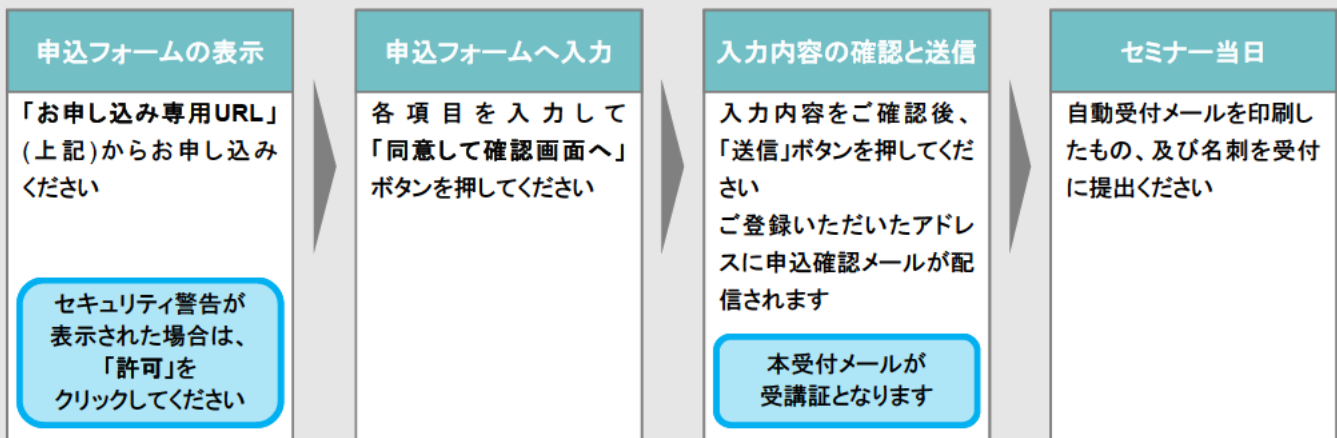 申込フォームの表示
「お申し込み専用URL」
(上記)からお申し込み
ください
セキュリティ警告が
表示された場合は、
「許可」を
クリックしてください
申込フォームへ入力
各項目を入力して
「同意して確認画面へ」
ボタンを押してください
入力内容の確認と送信
入力内容をご確認後、
「送信」ボタンを押してくだ
さい
ご登録いただいたアドレ
スに申込確認メールが配
信されます
本受付メールが
受講証となります
セミナー当日
自動受付メールを印刷し
たもの、及び名刺を受付
に提出ください